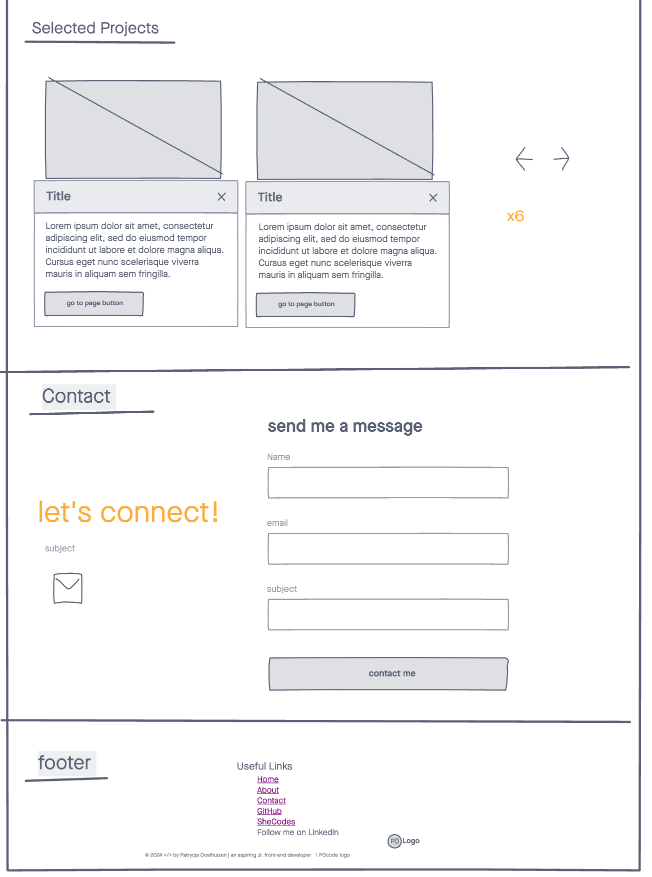 Selected Projects
Title
Lorem ipsum dolor sit amet, consectetur
adipiscing elit, sed do eiusmod tempor
incididunt ut labore et dolore magna aliqua.
Cursus eget nunc scelerisque viverra
mauris in aliquam sem fringilla.
go to page button
Title
Lorem ipsum dolor sit amet, consectetur
adipiscing elit, sed do eiusmod tempor
incididunt ut labore et dolore magna aliqua.
Cursus eget nunc scelerisque viverra
mauris in aliquam sem fringilla.
go to page button
x6
Contact
let's connect!
subject
send me a message
Name
email
subject
contact me
footer
Useful Links
Home
About
Contact
GitHub
SheCodes
Follow me on LinkedIn
PO Logo
© 2024 </> by Patrycja Oosthuizen | an aspiring Jr. front-end developer \ POcode logo